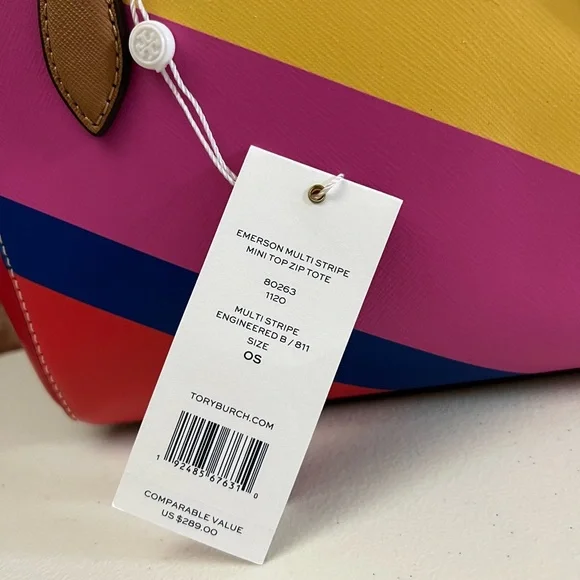 EMERSON MULTI STRIPE
MINI TOP ZIP TOTE
80263
1120
MULTI STRIPE
ENGINEERED B / 811
SIZE
OS
TORYBURCH.COM
1 92485 67631 0
COMPARABLE VALUE
US $289.00